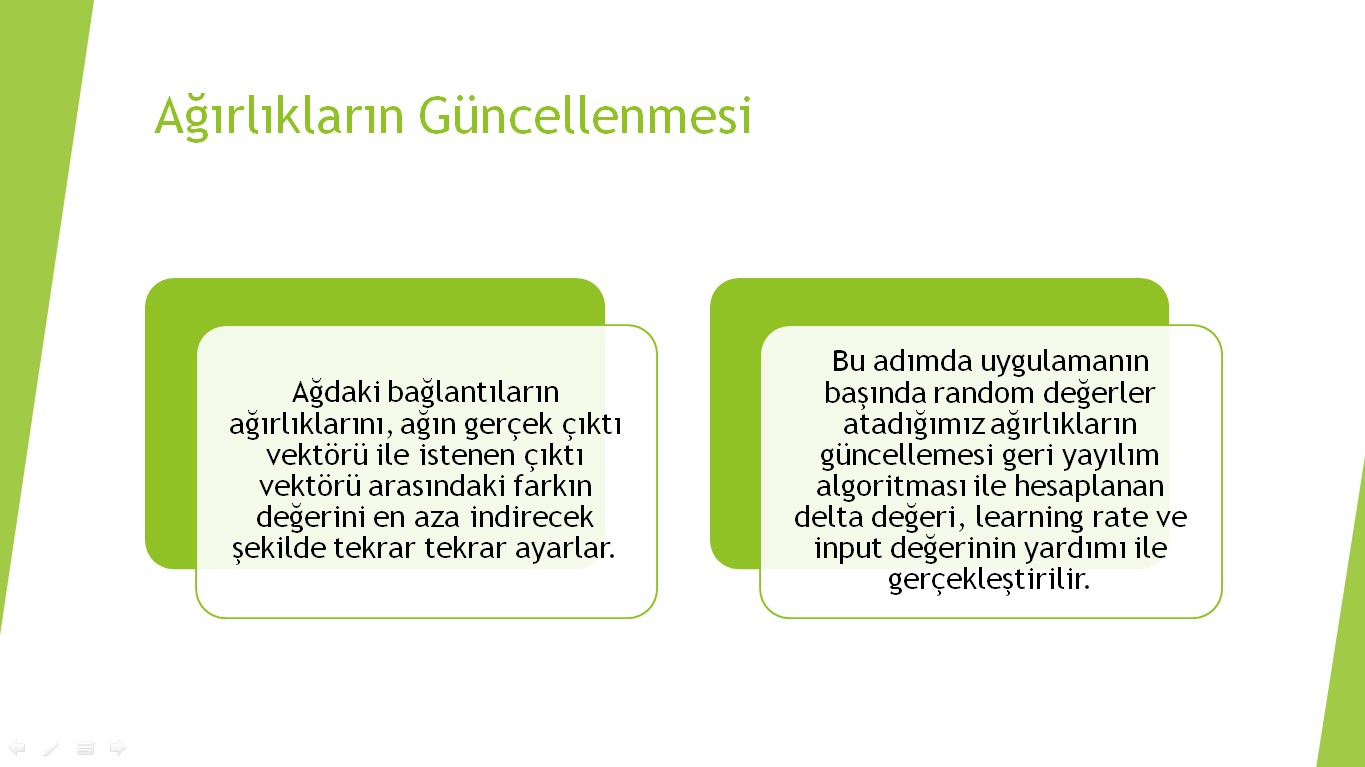 Ağırlıkların Güncellenmesi
Ağdaki bağlantıların
ağırlıklarını, ağın gerçek çıktı
vektörü ile istenen çıktı
vektörü arasındaki farkın
değerini en aza indirecek
şekilde tekrar tekrar ayarlar.
Bu adımda uygulamanın
başında random değerler
atadığımız ağırlıkların
güncellemesi geri yayılım
algoritması ile hesaplanan
delta değeri, learning rate ve
input değerinin yardımı ile
gerçekleştirilir.